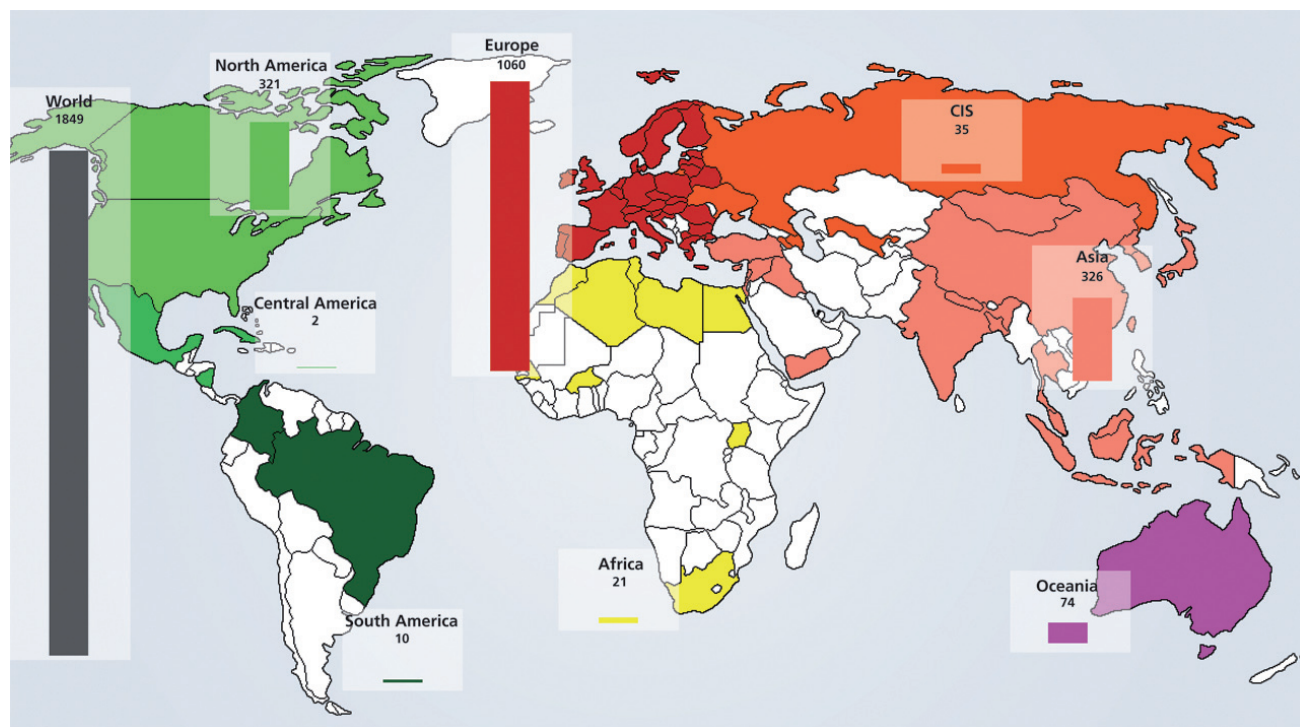 World
1849
North America
321
Europe
1060
CIS
35
Asia
326
Central America
2
South America
10
Africa
21
Oceania
74